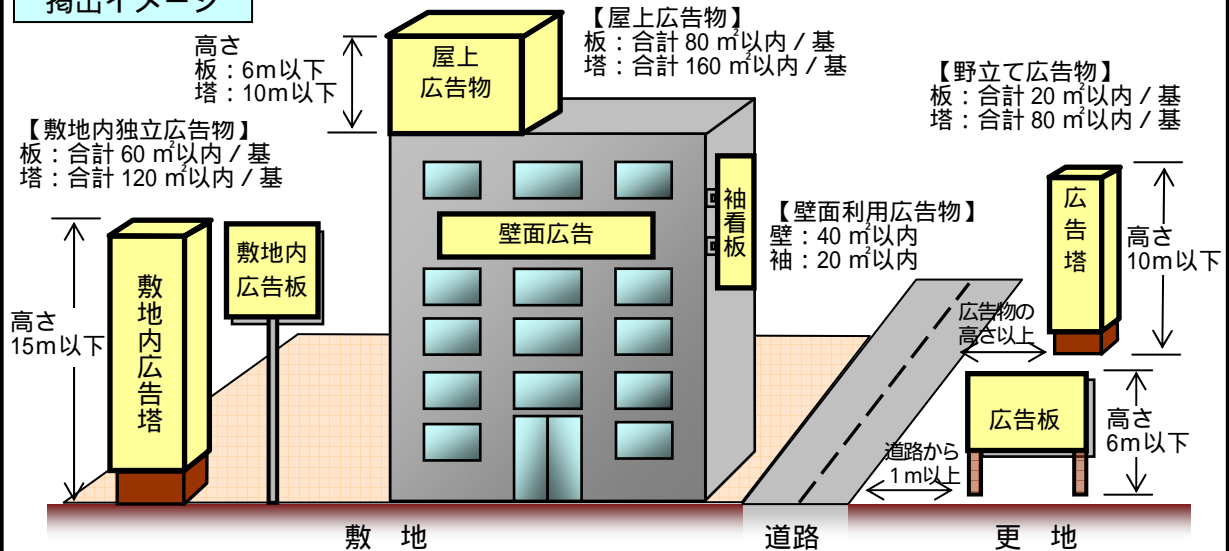 掲出イメージ
高さ
板：6m以下
塔：10m以下
屋上
広告物
【屋上広告物】
板：合計 80 ㎡以内 / 基
塔：合計 160 ㎡以内 / 基
【野立て広告物】
板：合計 20 ㎡以内 / 基
塔：合計 80 ㎡以内 / 基
【敷地内独立広告物】
板：合計 60 ㎡以内 / 基
塔：合計 120 ㎡以内 / 基
高さ
15m以下
敷地内広告塔
敷地内
広告板
壁面広告
袖看板
【壁面利用広告物】
壁：40 ㎡以内
袖：20 ㎡以内
広告塔
高さ
10m以下
広告物の
高さ以上
広告板
高さ
6m以下
道路から
1m以上
敷 地
道路
更 地